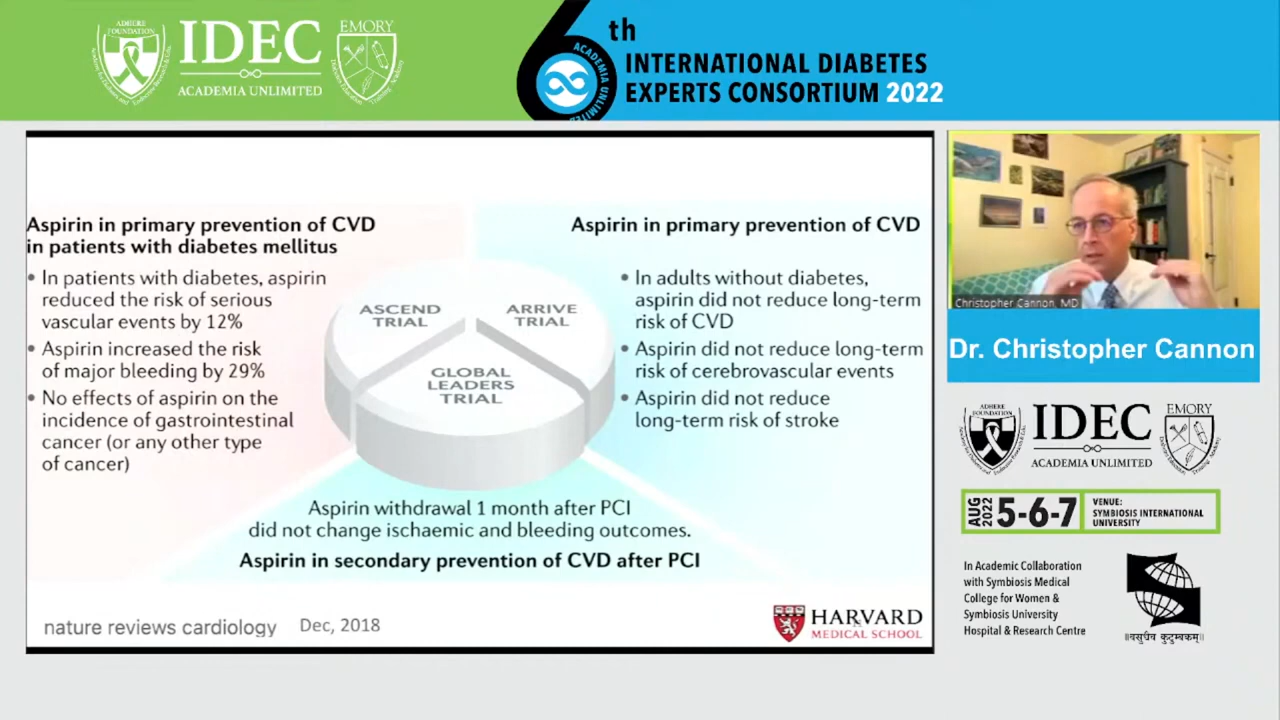 ADHERE
FOUNDATION
IDEC
ACADEMIA UNLIMITED
EMORY
6th
ACADEMIA UNLIMITED
INTERNATIONAL DIABETES
EXPERTS CONSORTIUM 2022
Aspirin in primary prevention of CVD
in patients with diabetes mellitus
• In patients with diabetes, aspirin
reduced the risk of serious
vascular events by 12%
• Aspirin increased the risk
of major bleeding by 29%
• No effects of aspirin on the
incidence of gastrointestinal
cancer (or any other type
of cancer)
ASCEND
TRIAL
ARRIVE
TRIAL
GLOBAL
LEADERS
TRIAL
Aspirin in primary prevention of CVD
• In adults without diabetes,
aspirin did not reduce long-term
risk of CVD
• Aspirin did not reduce long-term
risk of cerebrovascular events
• Aspirin did not reduce
long-term risk of stroke
Aspirin withdrawal 1 month after PCI
did not change ischaemic and bleeding outcomes.
Aspirin in secondary prevention of CVD after PCI
nature reviews cardiology
Dec, 2018
HARVARD
MEDICAL SCHOOL
Christopher Cannon, MD
Dr. Christopher Cannon
ADHERE
FOUNDATION
IDEC
ACADEMIA UNLIMITED
EMORY
AUG
2022
5-6-7
VENUE:
SYMBIOSIS INTERNATIONAL
UNIVERSITY
In Academic Collaboration
with Symbiosis Medical
College for Women &
Symbiosis University
Hospital & Research Centre
॥वसुधैव कुटुम्बकम्॥